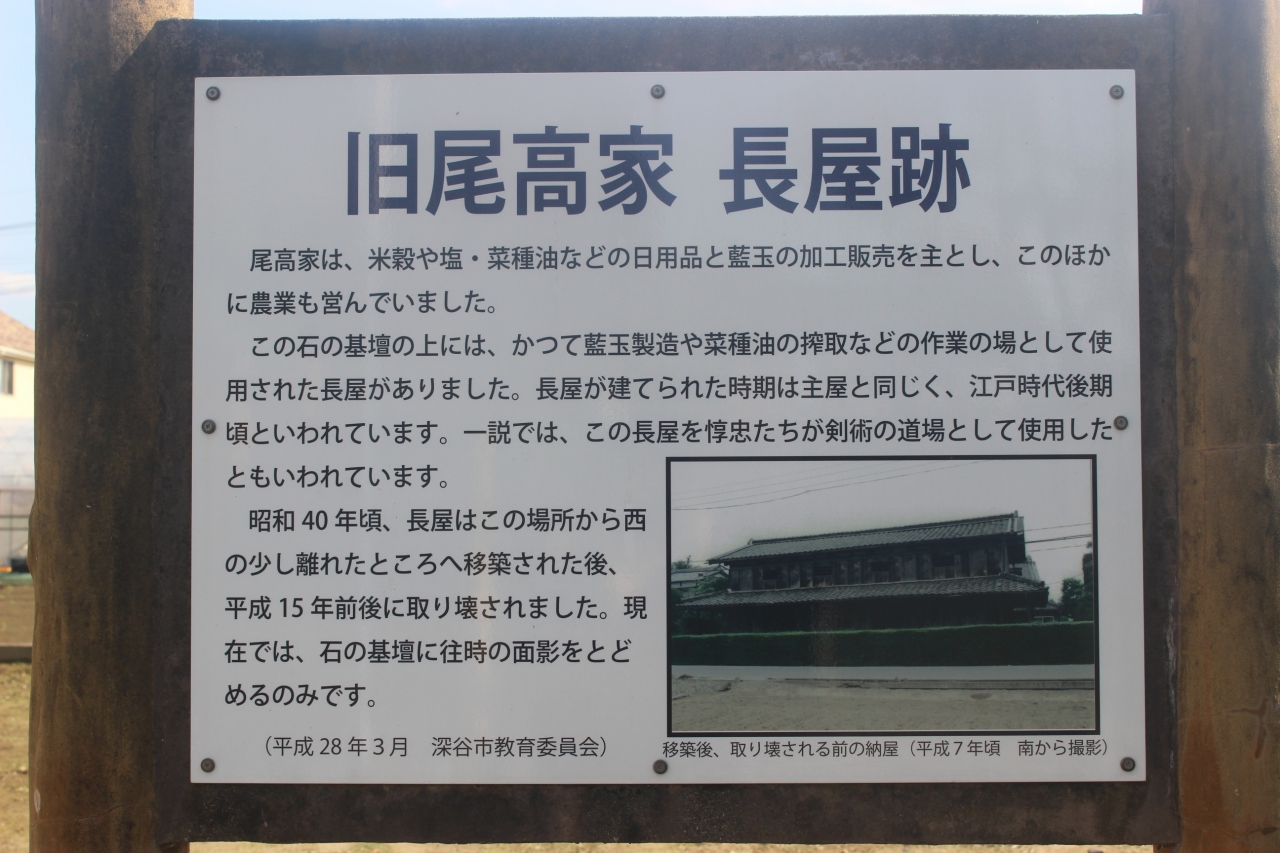 旧尾高家 長屋跡
尾高家は、米穀や塩・菜種油などの日用品と藍玉の加工販売を主とし、このほか
に農業も営んでいました。
この石の基壇の上には、かつて藍玉製造や菜種油の搾取などの作業の場として使
用された長屋がありました。長屋が建てられた時期は主屋と同じく、江戸時代後期
頃といわれています。一説では、この長屋を惇忠たちが剣術の道場として使用した
ともいわれています。
昭和 40 年頃、長屋はこの場所から西
の少し離れたところへ移築された後、
平成 15 年前後に取り壊されました。現
在では、石の基壇に往時の面影をとど
めるのみです。
（平成 28 年 3 月　深谷市教育委員会）
移築後、取り壊される前の納屋（平成７年頃　南から撮影）